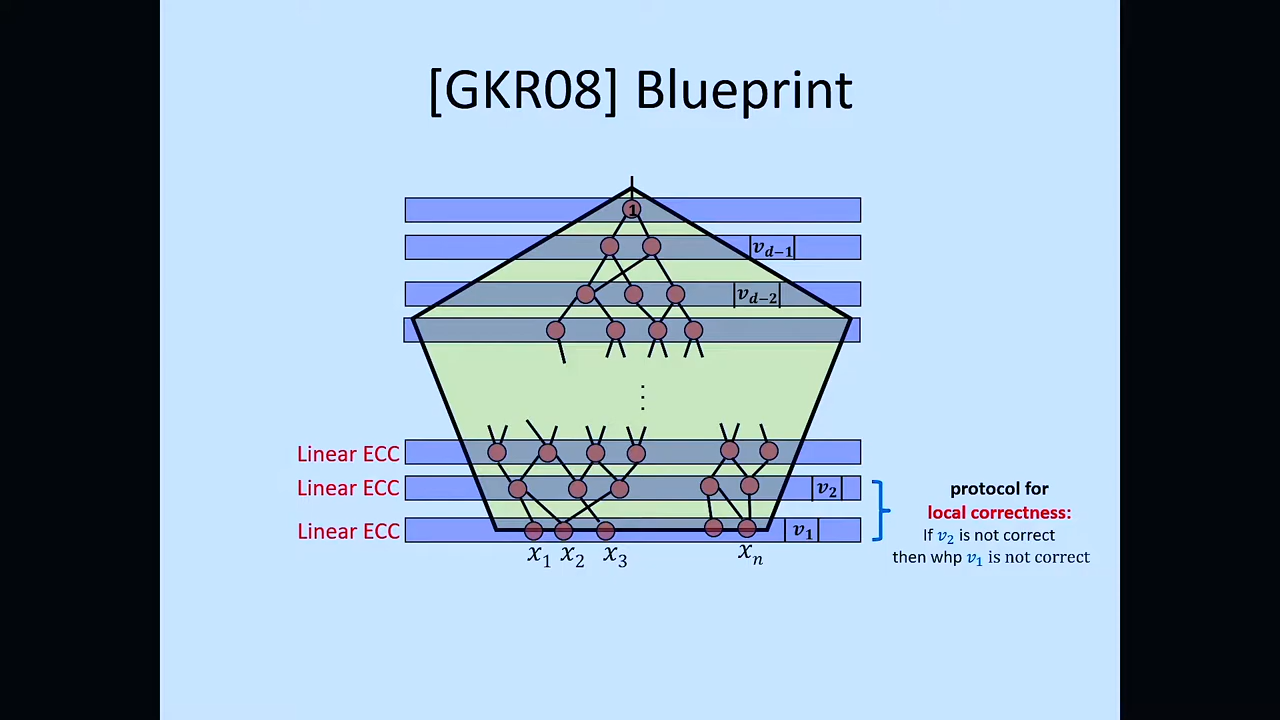 [GKR08] Blueprint
1
v_{d−1}
v_{d−2}
⋮
Linear ECC
Linear ECC v_2
Linear ECC v_1
x_1 x_2 x_3 x_n
protocol for
local correctness:
If v_2 is not correct
then whp v_1 is not correct